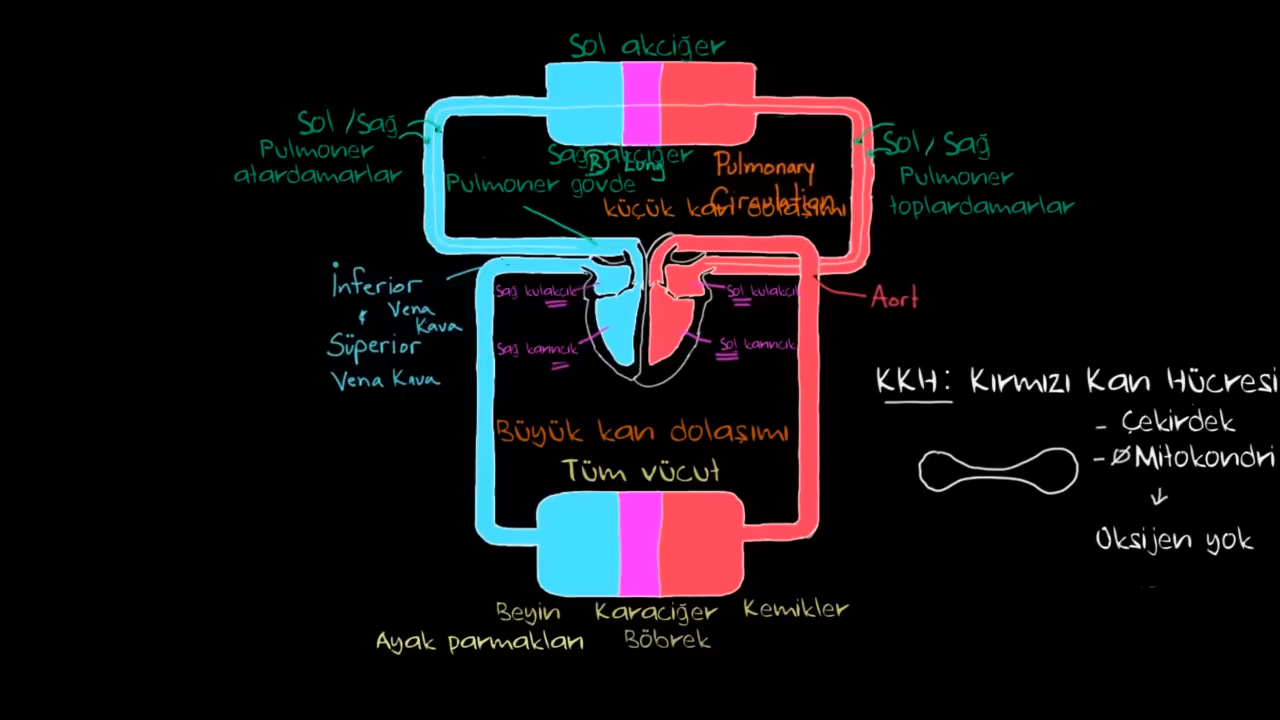 Sol akciğer
Sol / Sağ
Pulmoner
atardamarlar
Sol / Sağ
Pulmoner
toplardamarlar
Sağ akciğer
R Lung
Pulmoner gövde
Pulmonary
Circulation
küçük kan dolaşımı
İnferior
& Vena
Kava
Süperior
Vena Kava
Sağ kulakçık
Sol kulakçık
Aort
Sağ karıncık
Sol karıncık
KKH: Kırmızı Kan Hücresi
- Çekirdek
- Ø Mitokondri
↓
Oksijen yok
Büyük kan dolaşımı
Tüm vücut
Beyin Karaciğer Kemikler
Ayak parmakları Böbrek